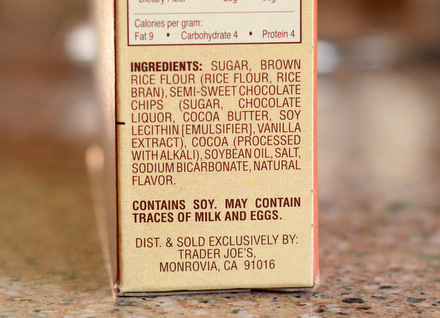 Calories per gram:
Fat 9 • Carbohydrate 4 • Protein 4
INGREDIENTS: SUGAR, BROWN
RICE FLOUR (RICE FLOUR, RICE
BRAN), SEMI-SWEET CHOCOLATE
CHIPS (SUGAR, CHOCOLATE
LIQUOR, COCOA BUTTER, SOY
LECITHIN [EMULSIFIER], VANILLA
EXTRACT), COCOA (PROCESSED
WITH ALKALI), SOYBEAN OIL, SALT,
SODIUM BICARBONATE, NATURAL
FLAVOR.
CONTAINS SOY. MAY CONTAIN
TRACES OF MILK AND EGGS.
DIST. & SOLD EXCLUSIVELY BY:
TRADER JOE'S,
MONROVIA, CA 91016